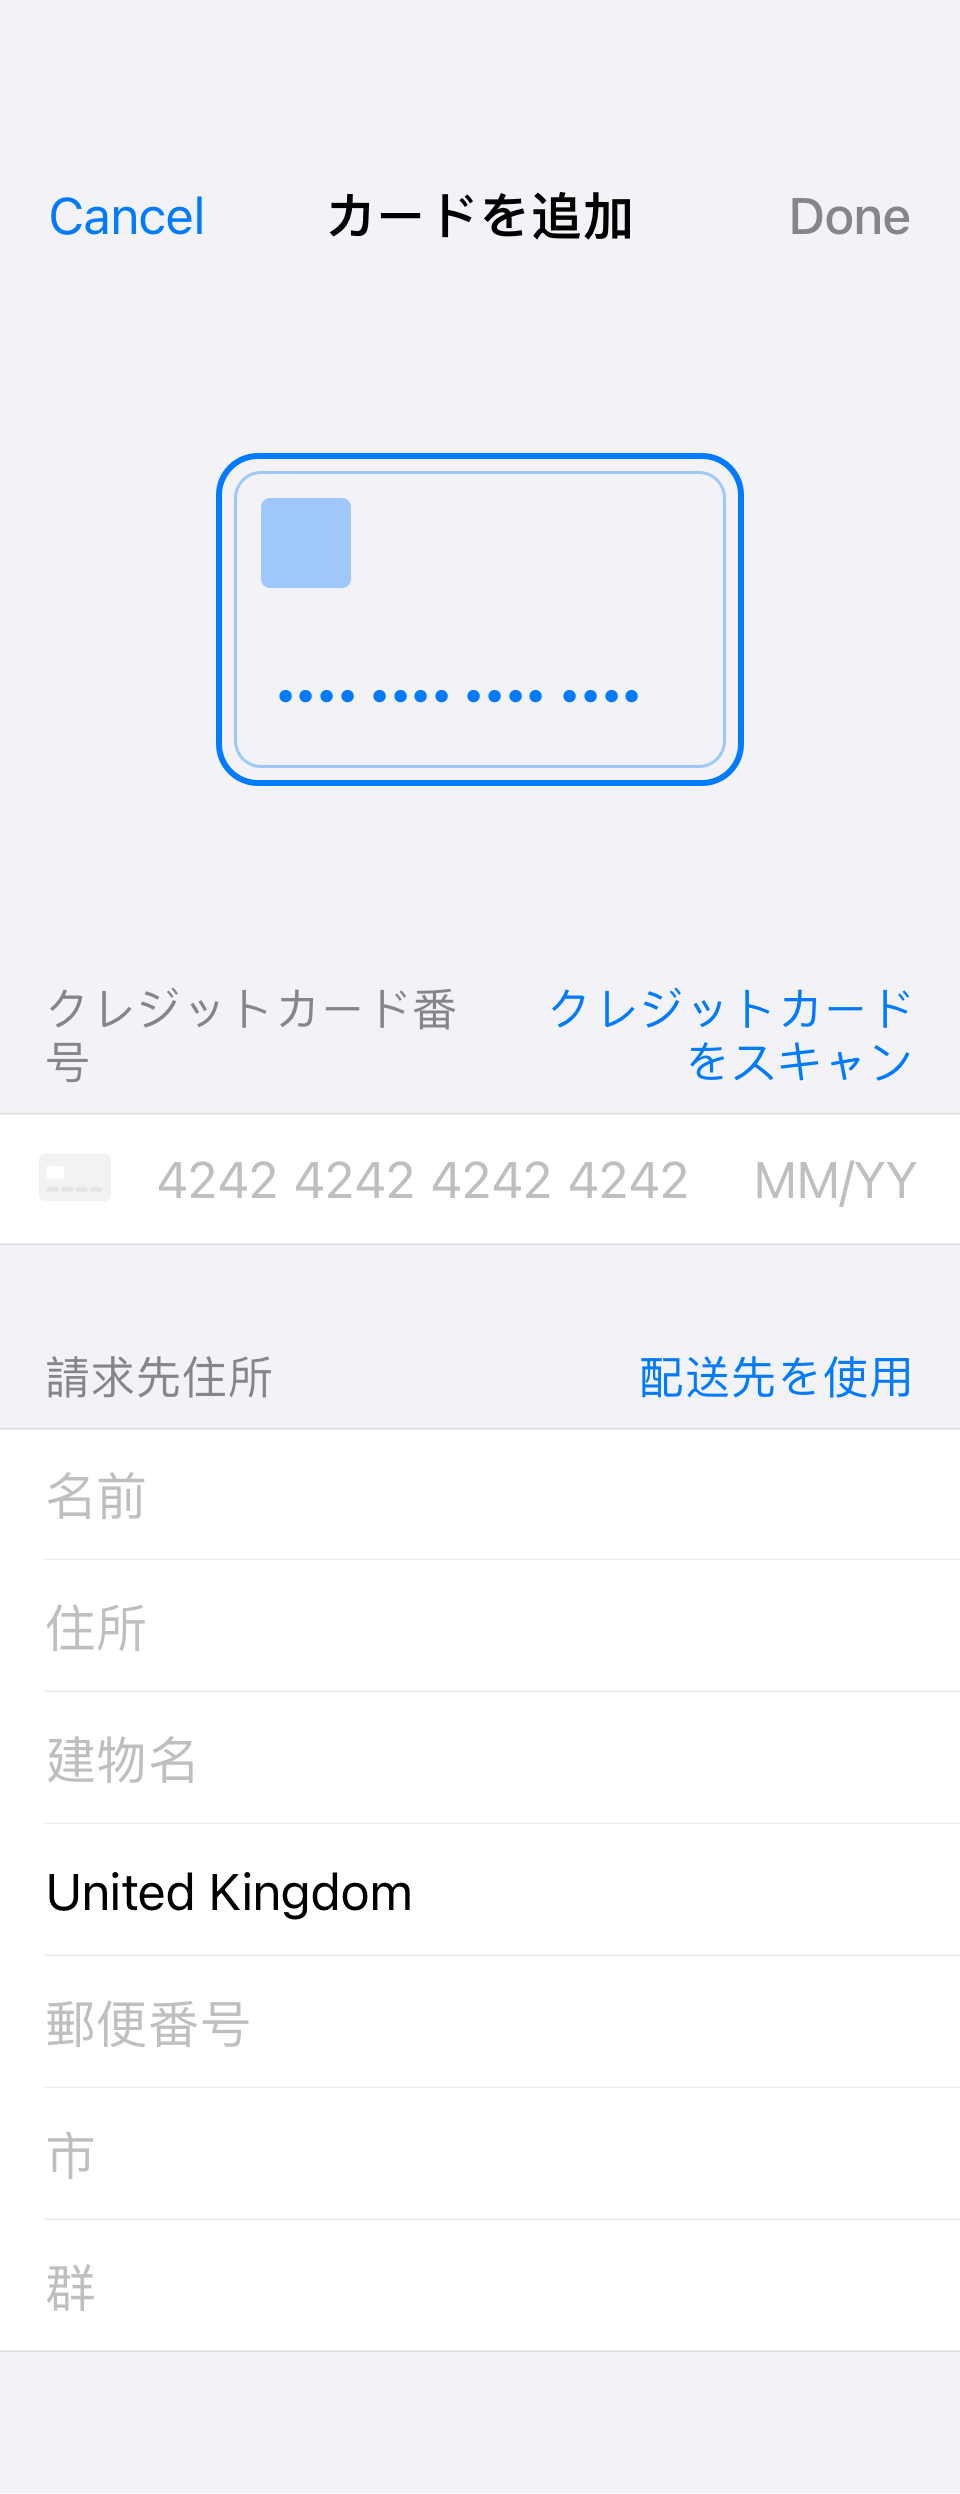 Cancel カードを追加 Done
クレジットカード番 クレジットカード
号 をスキャン
4242 4242 4242 4242 MM/YY
請求先住所 配送先を使用
名前
住所
建物名
United Kingdom
郵便番号
市
群